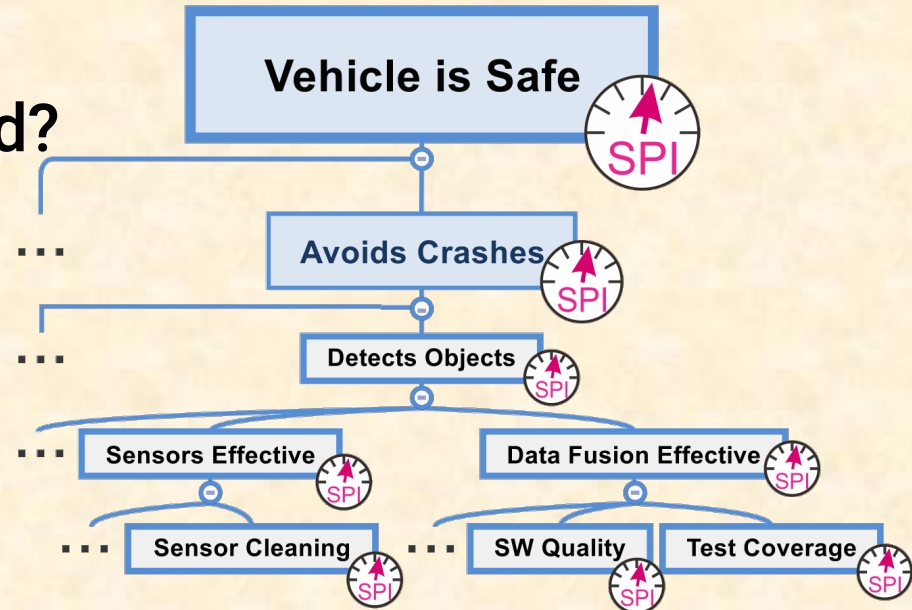 Vehicle is Safe
d?
SPI
...
Avoids Crashes
SPI
...
Detects Objects
SPI
...
Sensors Effective
SPI
Data Fusion Effective
SPI
...
Sensor Cleaning
SPI
...
SW Quality
SPI
Test Coverage
SPI